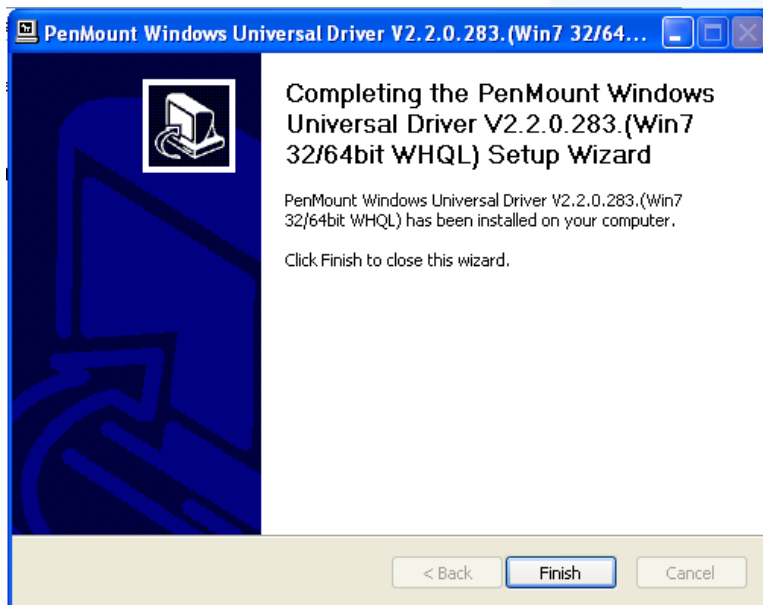 PenMount Windows Universal Driver V2.2.0.283.(Win7 32/64...
Completing the PenMount Windows
Universal Driver V2.2.0.283.(Win7
32/64bit WHQL) Setup Wizard
PenMount Windows Universal Driver V2.2.0.283.(Win7
32/64bit WHQL) has been installed on your computer.
Click Finish to close this wizard.
< Back
Finish
Cancel